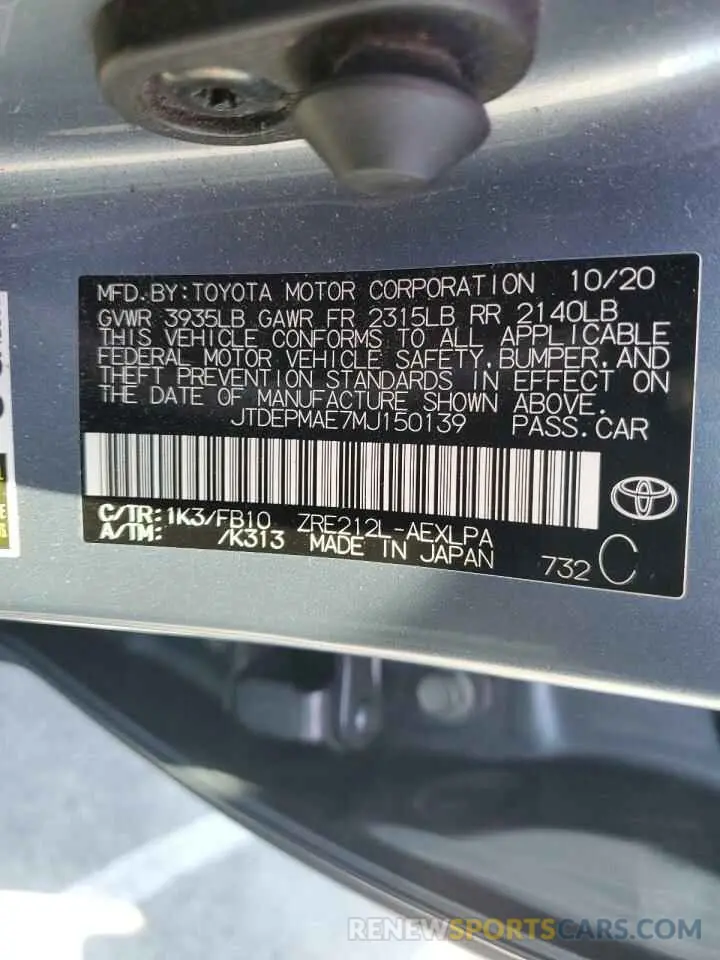 MFD. BY: TOYOTA MOTOR CORPORATION 10/20
GVWR 3935LB GAWR FR 2315LB RR 2140LB
THIS VEHICLE CONFORMS TO ALL APPLICABLE
FEDERAL MOTOR VEHICLE SAFETY, BUMPER, AND
THEFT PREVENTION STANDARDS IN EFFECT ON
THE DATE OF MANUFACTURE SHOWN ABOVE.
JTDEPMAE7MJ150139 PASS. CAR
C/TR: 1K3/FB10 ZRE212L-AEXLPA
A/TM: /K313 MADE IN JAPAN 732 C
RENEWSPORTSCARS.COM